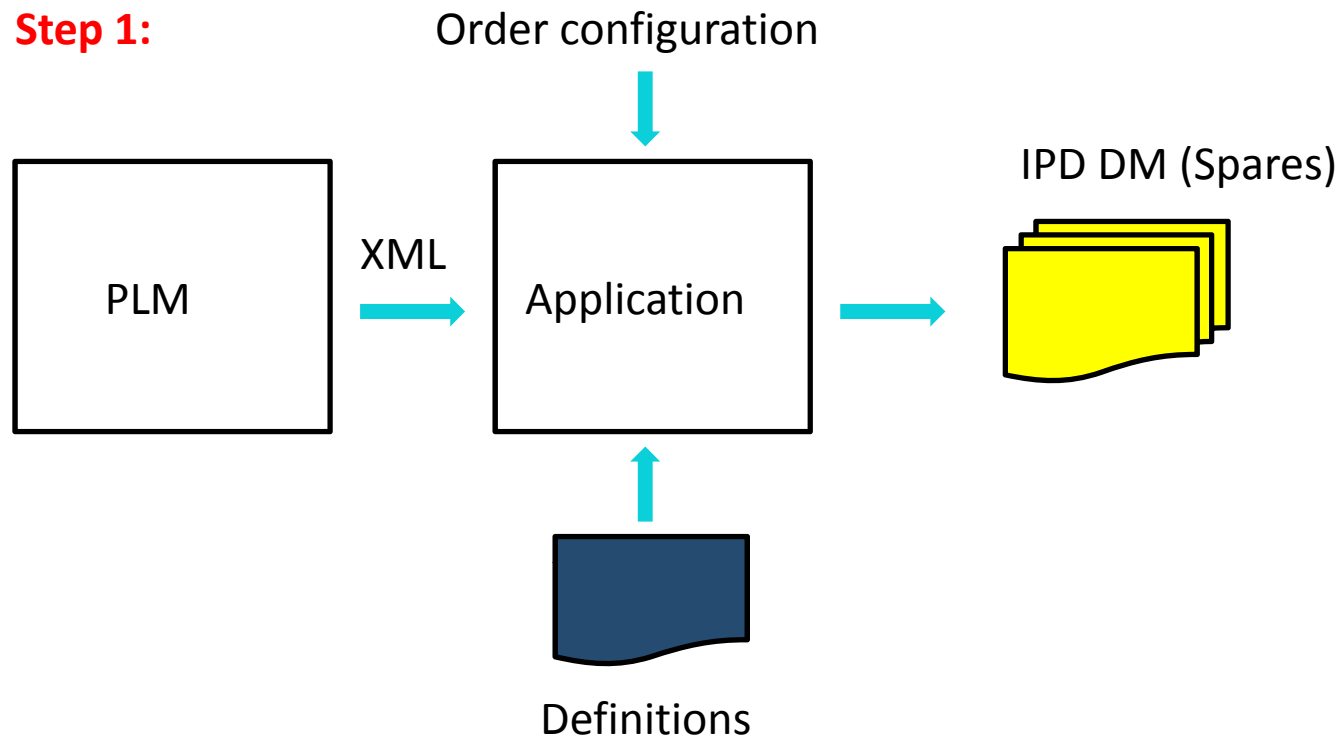 Step 1:
Order configuration
IPD DM (Spares)
XML
PLM
Application
Definitions